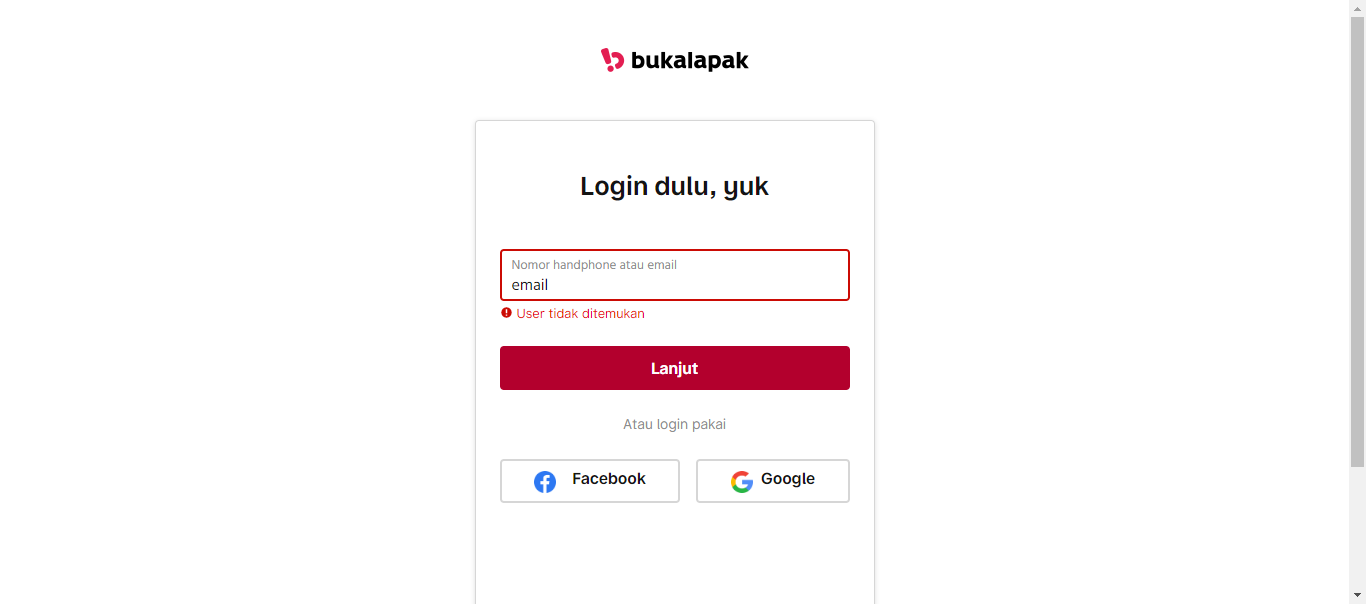 bukalapak
Login dulu, yuk
Nomor handphone atau email
email
User tidak ditemukan
Lanjut
Atau login pakai
Facebook
Google